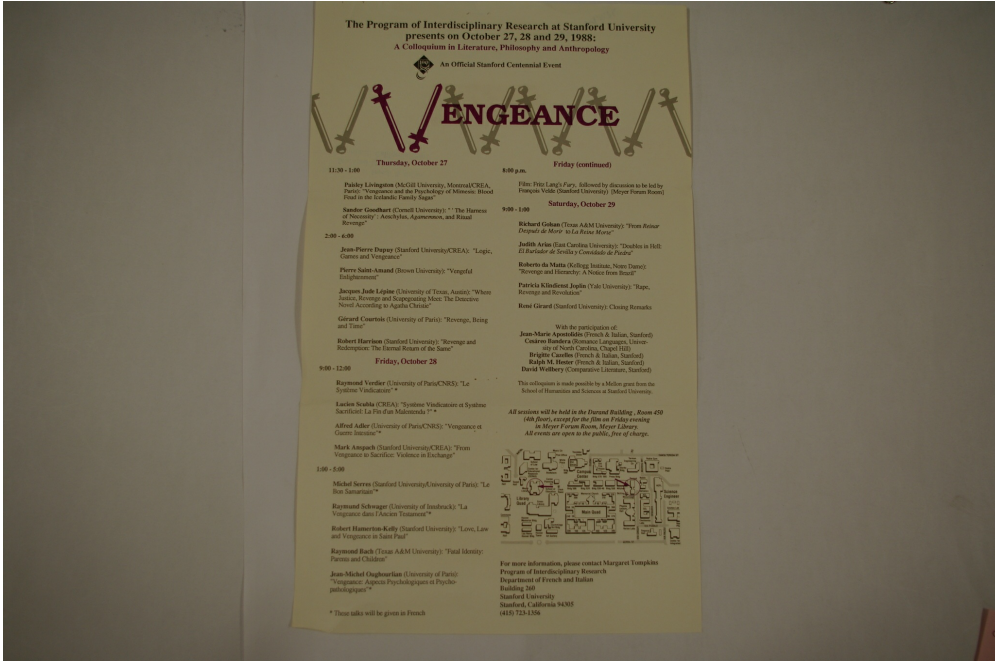 The Program of Interdisciplinary Research at Stanford University
presents on October 27, 28 and 29, 1988:
A Colloquium in Literature, Philosophy and Anthropology
An Official Stanford Centennial Event
VENGEANCE
Thursday, October 27
11:30 - 1:00
Paisley Livingston (McGill University, Montreal/CREA,
Paris): "Vengeance and the Psychology of Mimesis: Blood
Feud in the Icelandic Family Sagas"
Sandor Goodhart (Cornell University): " 'The Harness
of Necessity' : Aeschylus, Agamemnon, and Ritual
Revenge"
2:00 - 6:00
Jean-Pierre Dupuy (Stanford University/CREA): "Logic,
Games and Vengeance"
Pierre Saint-Amand (Brown University): "Vengeful
Enlightenment"
Jacques Jude Lépine (University of Texas, Austin): "Where
Justice, Revenge and Scapegoating Meet: The Detective
Novel According to Agatha Christie"
Gérard Courtois (University of Paris): "Revenge, Being
and Time"
Robert Harrison (Stanford University): "Revenge and
Redemption: The Eternal Return of the Same"
Friday, October 28
9:00 - 12:00
Raymond Verdier (University of Paris/CNRS): "Le
Système Vindicatoire" *
Lucien Scubla (CREA): "Système Vindicatoire et Système
Sacrificiel: La Fin d'un Malentendu ?" *
Alfred Adler (University of Paris/CNRS): "Vengeance et
Guerre Intestine"*
Mark Anspach (Stanford University/CREA): "From
Vengeance to Sacrifice: Violence in Exchange"
2:00 - 5:00
Michel Serres (Stanford University/University of Paris): "Le
Bon Samaritain"*
Raymund Schwager (University of Innsbruck): "La
Vengeance dans l'Ancien Testament"*
Robert Hamerton-Kelly (Stanford University): "Love, Law
and Vengeance in Saint Paul"
Raymond Bach (Texas A&M University): "Fatal Identity:
Parents and Children"
Jean-Michel Oughourlian (University of Paris):
"Vengeance: Aspects Psychologiques et Psycho-
pathologiques"*
* These talks will be given in French
Friday (continued)
8:00 p.m.
Film: Fritz Lang's Fury, followed by discussion to be led by
François Velde (Stanford University) [Meyer Forum Room]
Saturday, October 29
9:00 - 1:00
Richard Golsan (Texas A&M University): "From Reinar
Después de Morir to La Reine Morte"
Judith Arias (East Carolina University): "Doubles in Hell:
El Burlador de Sevilla y Convidado de Piedra"
Roberto da Matta (Kellogg Institute, Notre Dame):
"Revenge and Hierarchy: A Notice from Brazil"
Patricia Klindienst Joplin (Yale University): "Rape,
Revenge and Revolution"
René Girard (Stanford University): Closing Remarks
With the participation of:
Jean-Marie Apostolidès (French & Italian, Stanford)
Cesáreo Bandera (Romance Languages, Univer-
sity of North Carolina, Chapel Hill)
Brigitte Cazelles (French & Italian, Stanford)
Ralph M. Hester (French & Italian, Stanford)
David Wellbery (Comparative Literature, Stanford)
This colloquium is made possible by a Mellon grant from the
School of Humanities and Sciences at Stanford University.
All sessions will be held in the Durand Building , Room 450
(4th floor), except for the film on Friday evening
in Meyer Forum Room, Meyer Library.
All events are open to the public, free of charge.
Library
Quad
Main Quad
For more information, please contact Margaret Tompkins
Program of Interdisciplinary Research
Department of French and Italian
Building 260
Stanford University
Stanford, California 94305
(415) 723-1356